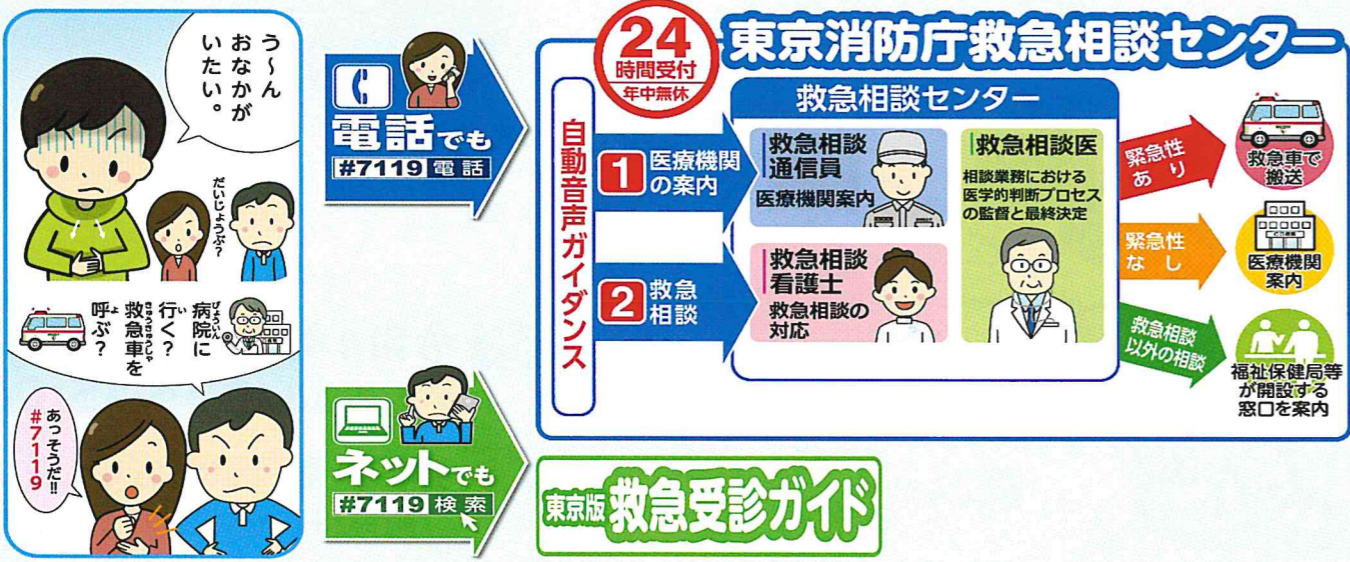 う～ん
おなかが
いたい。
だいじょうぶ?
病院に
行く?
救急車を
呼ぶ?
あっそうだ!!
#7119
電話でも
#7119 電話
ネットでも
#7119 検索
24
時間受付
年中無休
東京消防庁救急相談センター
自動音声ガイダンス
1 医療機関
の案内
2 救急
相談
救急相談センター
救急相談
通信員
医療機関案内
救急相談
看護士
救急相談の
対応
救急相談医
相談業務における
医学的判断プロセス
の監督と最終決定
緊急性
あり
救急車で
搬送
緊急性
なし
医療機関
案内
救急相談
以外の相談
福祉保健局等
が開設する
窓口を案内
東京版 救急受診ガイド